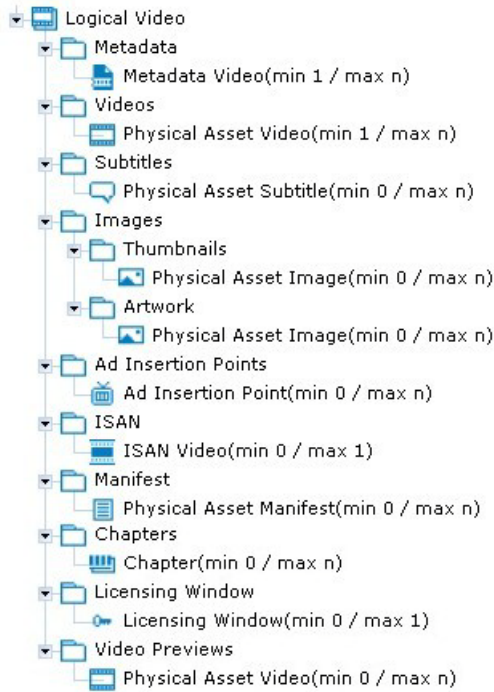 Logical Video
Metadata
Metadata Video(min 1 / max n)
Videos
Physical Asset Video(min 1 / max n)
Subtitles
Physical Asset Subtitle(min 0 / max n)
Images
Thumbnails
Physical Asset Image(min 0 / max n)
Artwork
Physical Asset Image(min 0 / max n)
Ad Insertion Points
Ad Insertion Point(min 0 / max n)
ISAN
ISAN Video(min 0 / max 1)
Manifest
Physical Asset Manifest(min 0 / max n)
Chapters
Chapter(min 0 / max n)
Licensing Window
Licensing Window(min 0 / max 1)
Video Previews
Physical Asset Video(min 0 / max n)